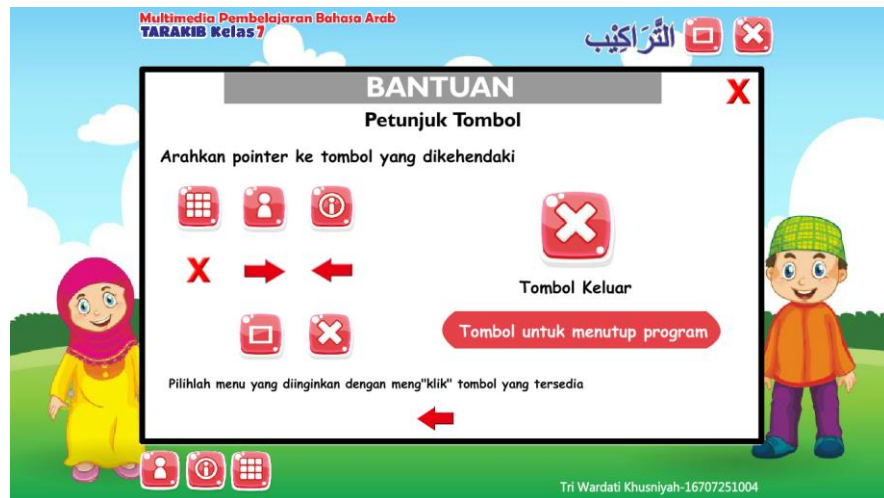 Multimedia Pembelajaran Bahasa Arab
TARAKIB Kelas 7
التَّرَاكِيْب
BANTUAN
X
Petunjuk Tombol
Arahkan pointer ke tombol yang dikehendaki
X
Tombol Keluar
Tombol untuk menutup program
Pilihlah menu yang diinginkan dengan meng"klik" tombol yang tersedia
Tri Wardati Khusniyah-16707251004